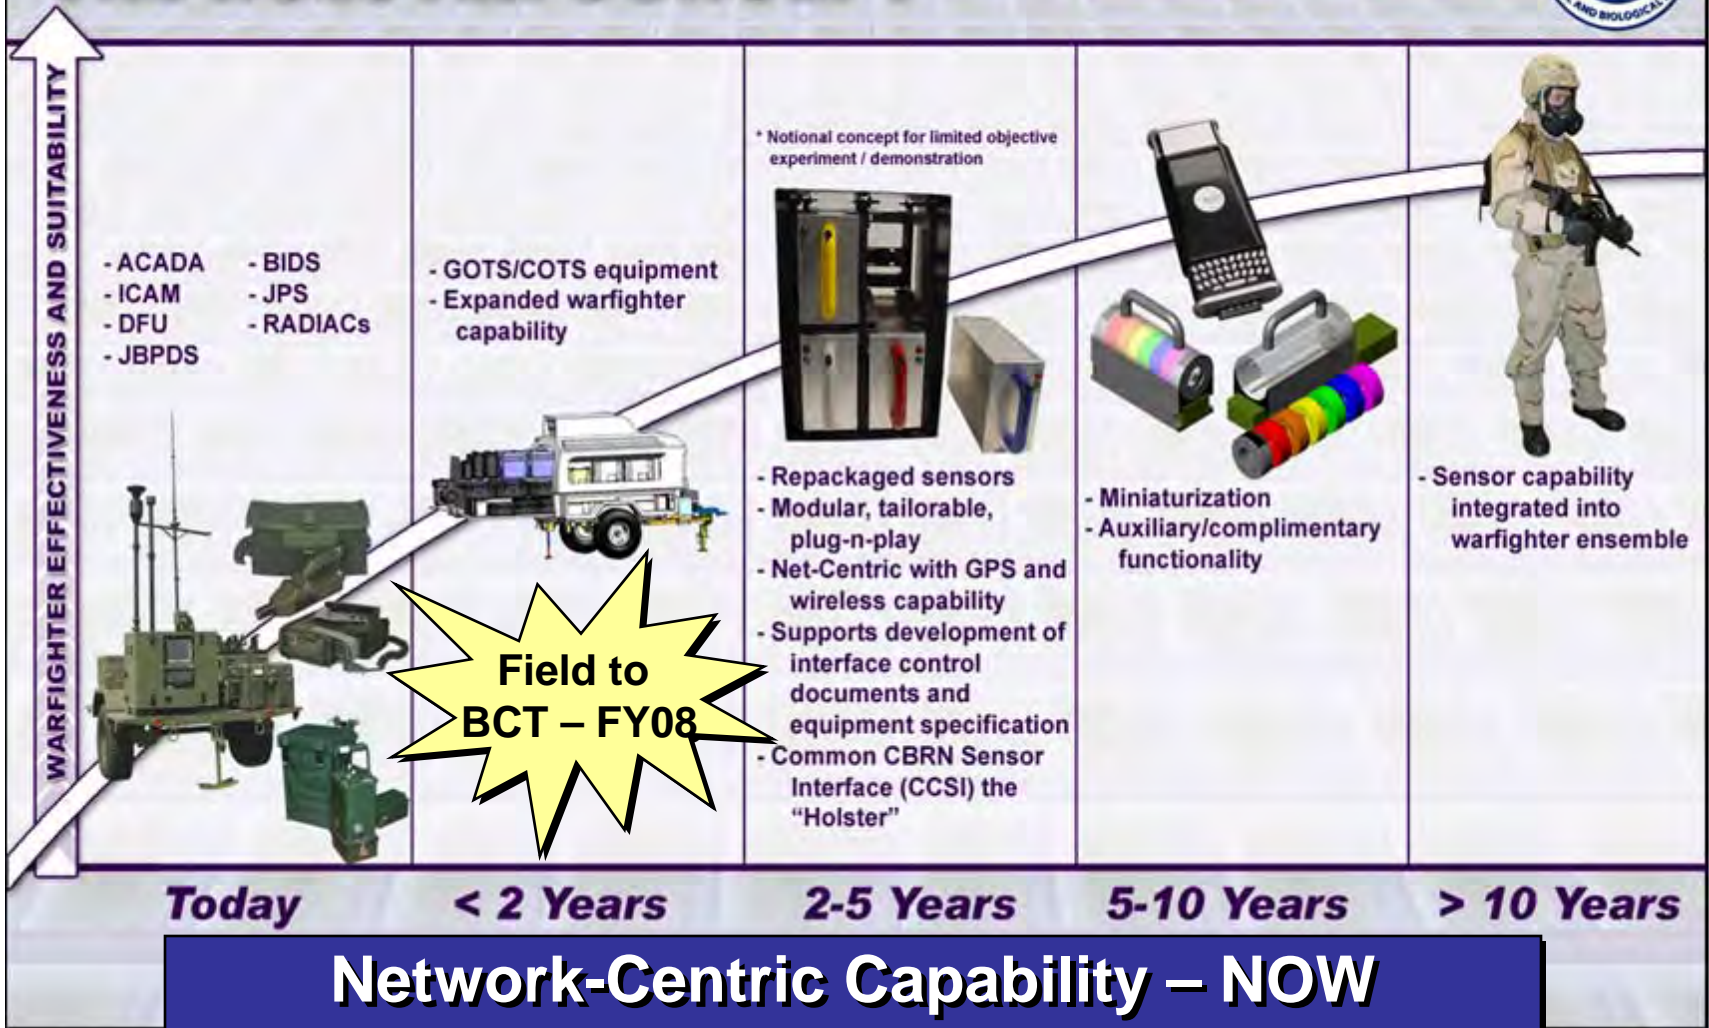 AND BIOLOGICAL
WARFIGHTER EFFECTIVENESS AND SUITABILITY
- ACADA
- ICAM
- DFU
- JBPDS
- BIDS
- JPS
- RADIACs
- GOTS/COTS equipment
- Expanded warfighter
capability
* Notional concept for limited objective
experiment / demonstration
- Repackaged sensors
- Modular, tailorable,
plug-n-play
- Net-Centric with GPS and
wireless capability
- Supports development of
interface control
documents and
equipment specification
- Common CBRN Sensor
Interface (CCSI) the
“Holster”
- Miniaturization
- Auxiliary/complimentary
functionality
- Sensor capability
integrated into
warfighter ensemble
Field to
BCT – FY08
Today
< 2 Years
2-5 Years
5-10 Years
> 10 Years
Network-Centric Capability – NOW